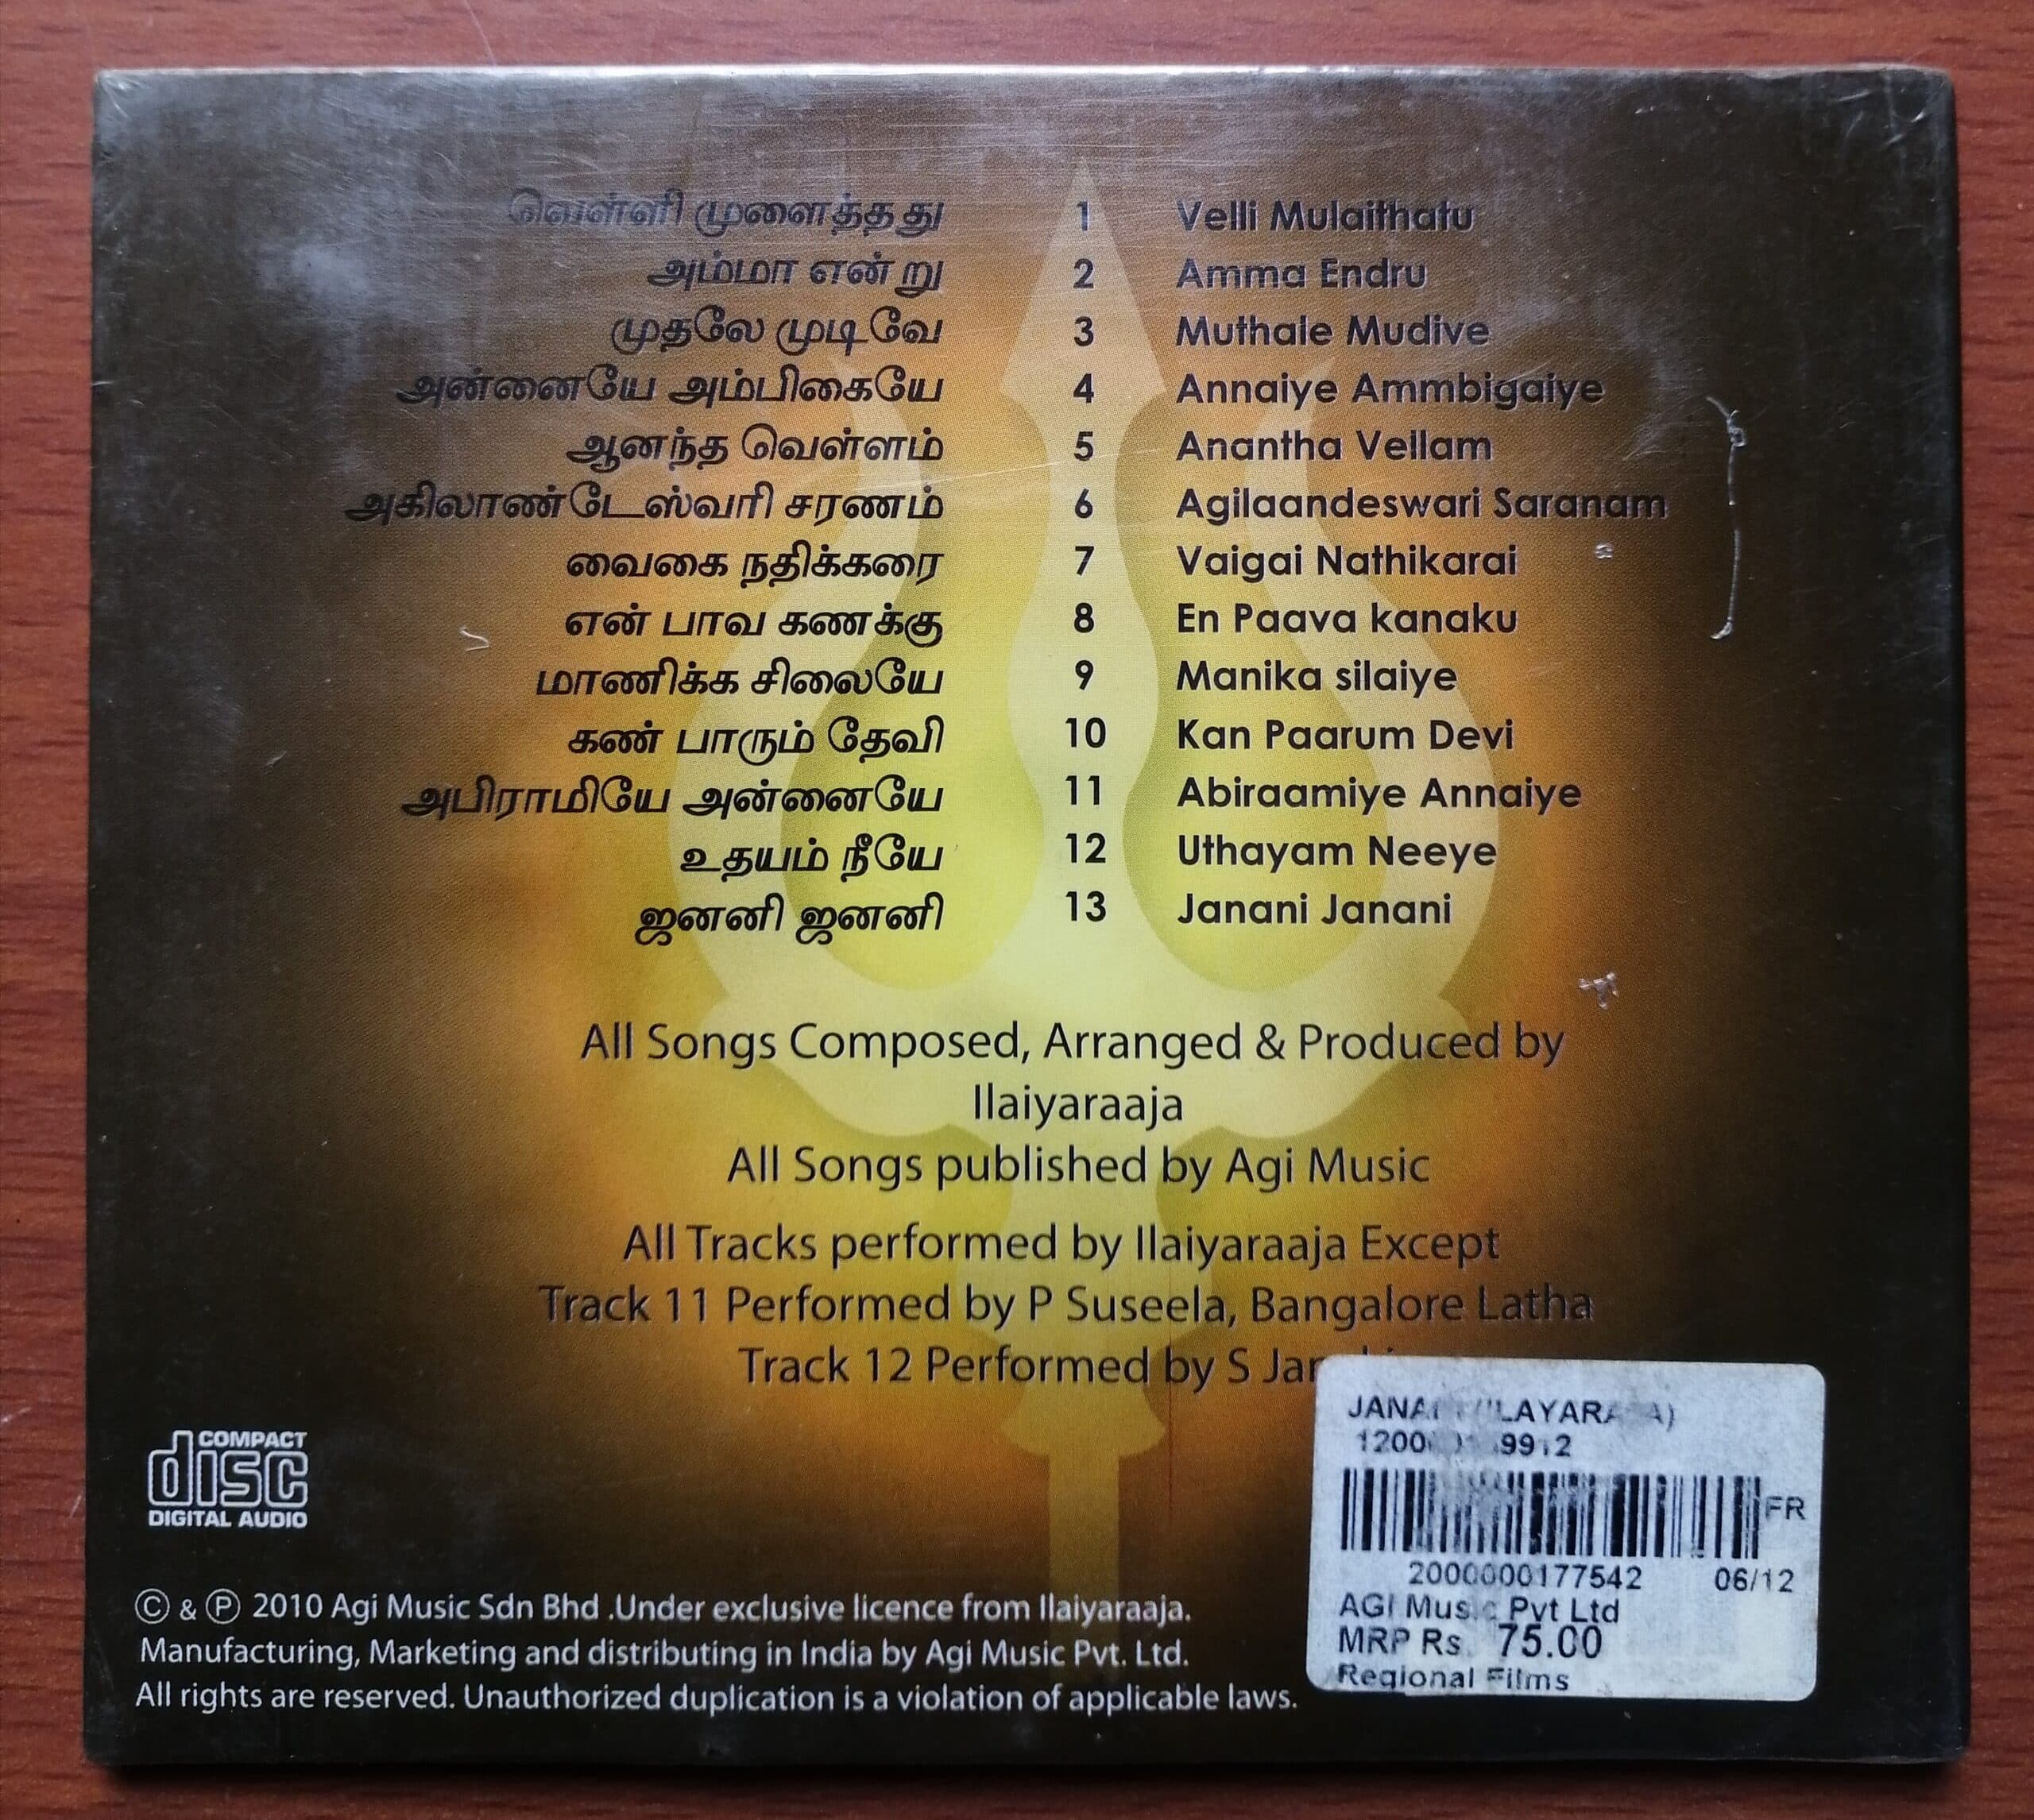 வெள்ளி முளைத்தது 1 Velli Mulaithatu
அம்மா என்று 2 Amma Endru
முதலே முடிவே 3 Muthale Mudive
அன்னையே அம்பிகையே 4 Annaiye Ammbigaiye
ஆனந்த வெள்ளம் 5 Anantha Vellam
அகிலாண்டேஸ்வரி சரணம் 6 Agilaandeswari Saranam
வைகை நதிக்கரை 7 Vaigai Nathikarai
என் பாவ கணக்கு 8 En Paava kanaku
மாணிக்க சிலையே 9 Manika silaiye
கண் பாரும் தேவி 10 Kan Paarum Devi
அபிராமியே அன்னையே 11 Abiraamiye Annaiye
உதயம் நீயே 12 Uthayam Neeye
ஜனனி ஜனனி 13 Janani Janani
All Songs Composed, Arranged & Produced by
Ilaiyaraaja
All Songs published by Agi Music
All Tracks performed by Ilaiyaraaja Except
Track 11 Performed by P Suseela, Bangalore Latha
Track 12 Performed by S
COMPACT
disc
DIGITAL AUDIO
FR
2000000177542 06/12
AGI Music Pvt Ltd
MRP Rs. 75.00
Regional Films
© & ℗ 2010 Agi Music Sdn Bhd .Under exclusive licence from Ilaiyaraaja.
Manufacturing, Marketing and distributing in India by Agi Music Pvt. Ltd.
All rights are reserved. Unauthorized duplication is a violation of applicable laws.